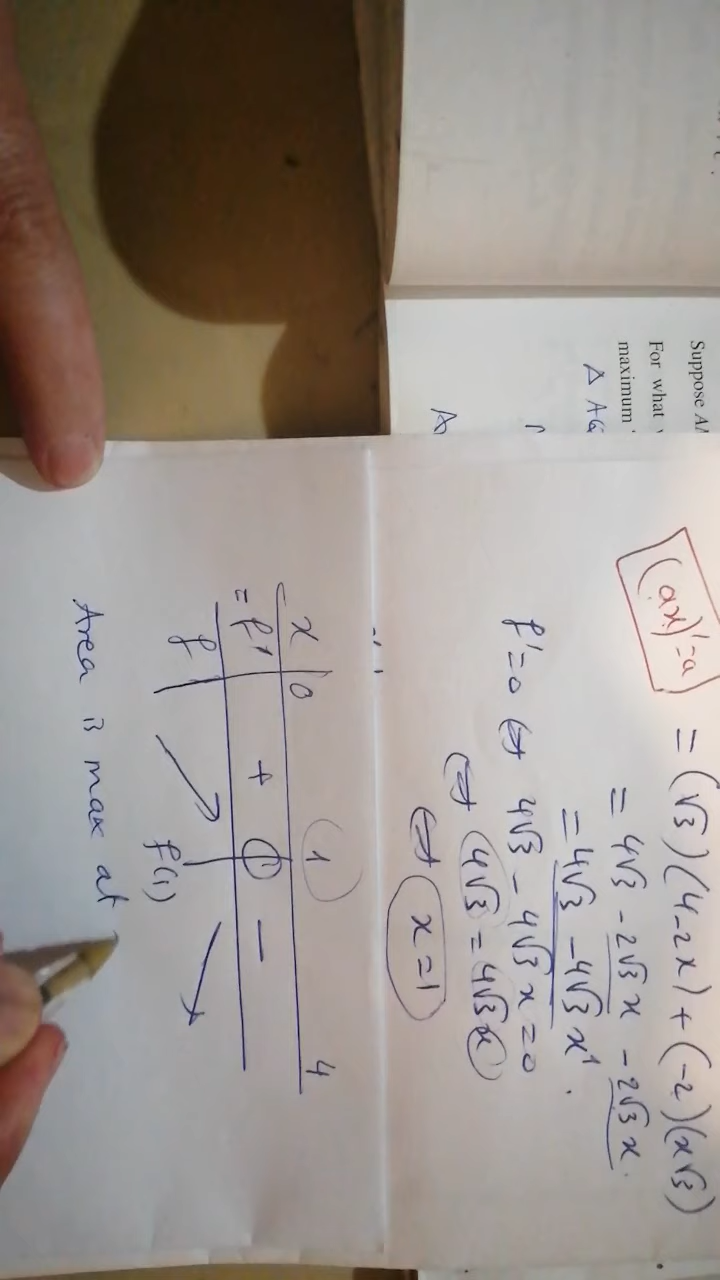 Suppose A
For what
maximum
△ AG
A
(ax)'=a
= (√3)(4-2x) + (-2)(x√3)
= 4√3 - 2√3 x - 2√3 x.
= 4√3 - 4√3 x¹.
f'=0 ⇔ 4√3 - 4√3 x = 0
⇔ 4√3 = 4√3 x
⇔ x = 1
x 0 1 4
= f' + 0 -
f ↗ f(1) ↘
Area is max at